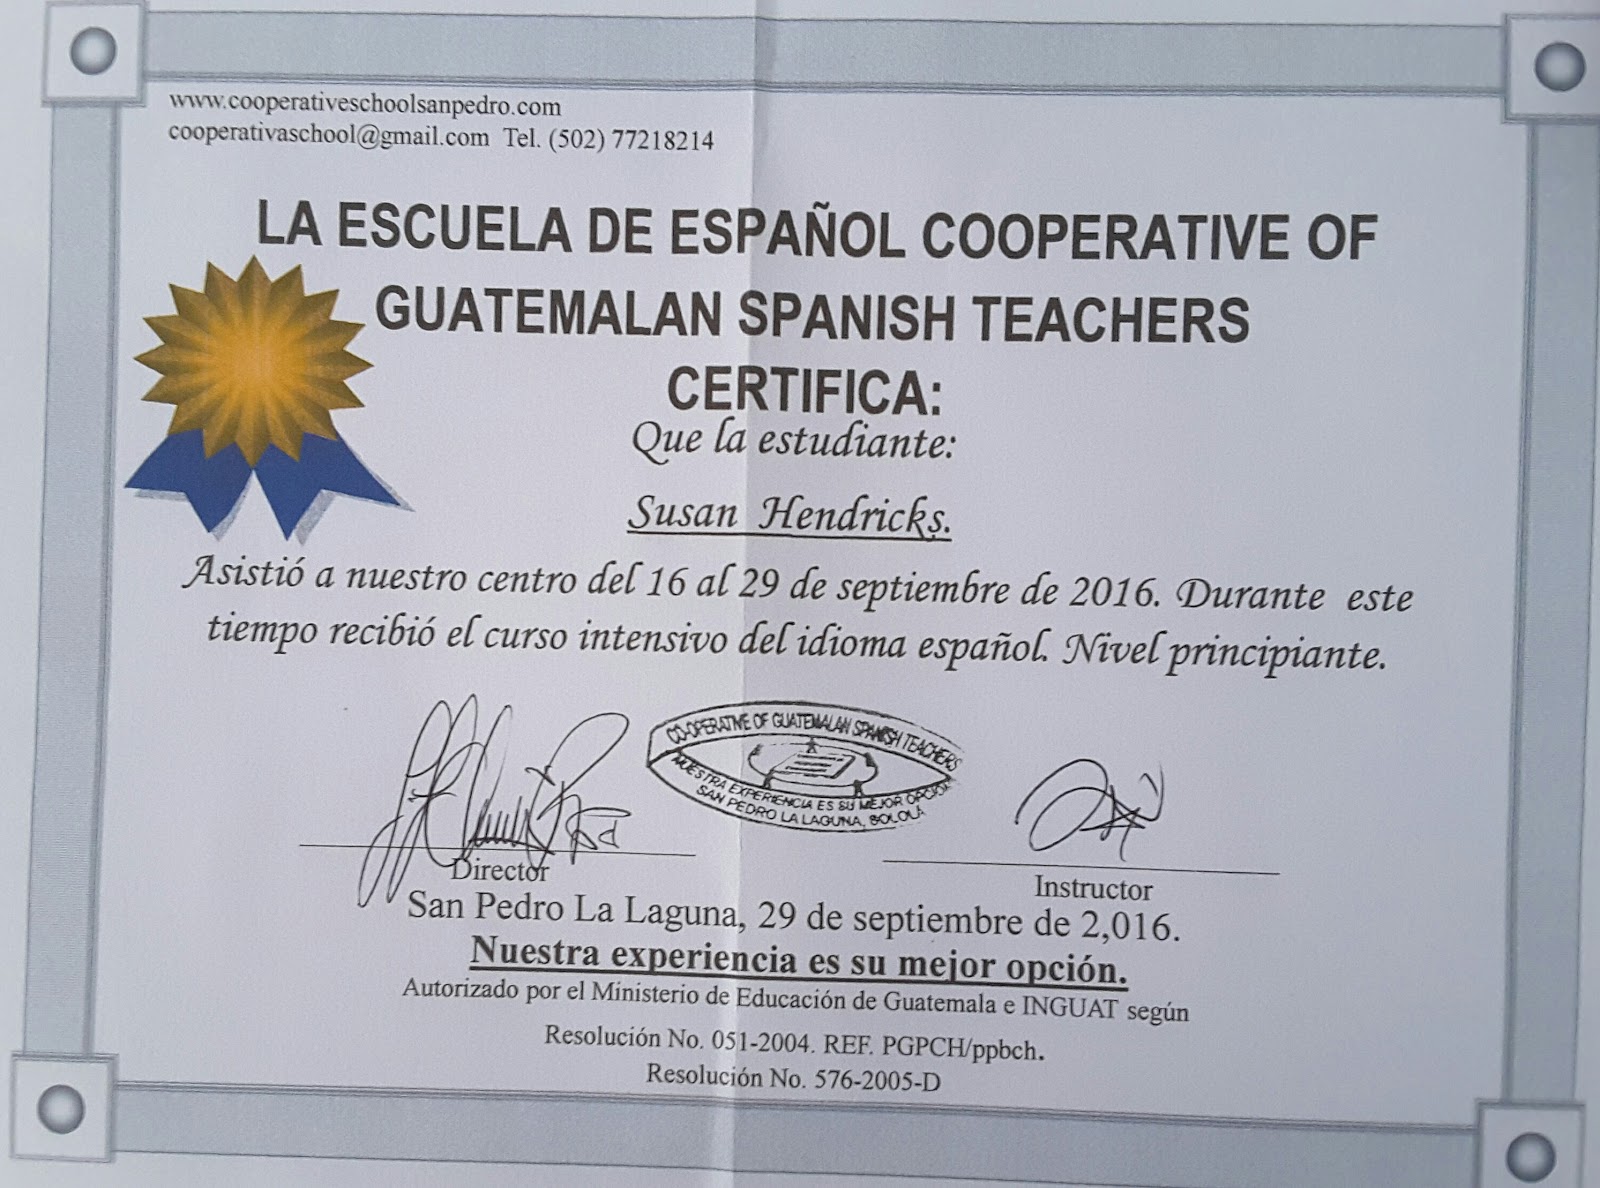 www.cooperativeschoolsanpedro.com
cooperativaschool@gmail.com Tel. (502) 77218214
LA ESCUELA DE ESPAÑOL COOPERATIVE OF
GUATEMALAN SPANISH TEACHERS
CERTIFICA:
Que la estudiante:
Susan Hendricks.
Asistió a nuestro centro del 16 al 29 de septiembre de 2016. Durante este
tiempo recibió el curso intensivo del idioma español. Nivel principiante.
CO-OPERATIVE OF GUATEMALAN SPANISH TEACHERS
NUESTRA EXPERIENCIA ES SU MEJOR OPCION
SAN PEDRO LA LAGUNA, SOLOLÁ
Director
Instructor
San Pedro La Laguna, 29 de septiembre de 2,016.
Nuestra experiencia es su mejor opción.
Autorizado por el Ministerio de Educación de Guatemala e INGUAT según
Resolución No. 051-2004. REF. PGPCH/ppbch.
Resolución No. 576-2005-D